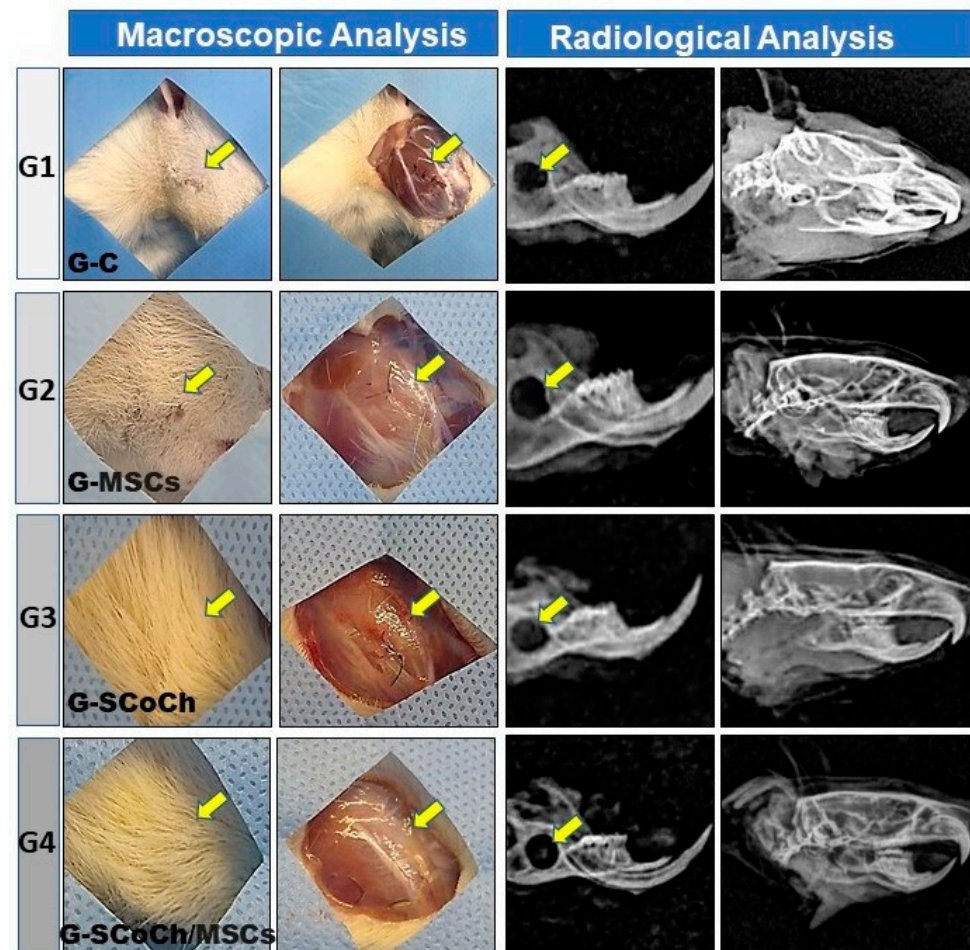 Macroscopic Analysis
Radiological Analysis
G1
G-C
G2
G-MSCs
G3
G-SCoCh
G4
G-SCoCh/MSCs